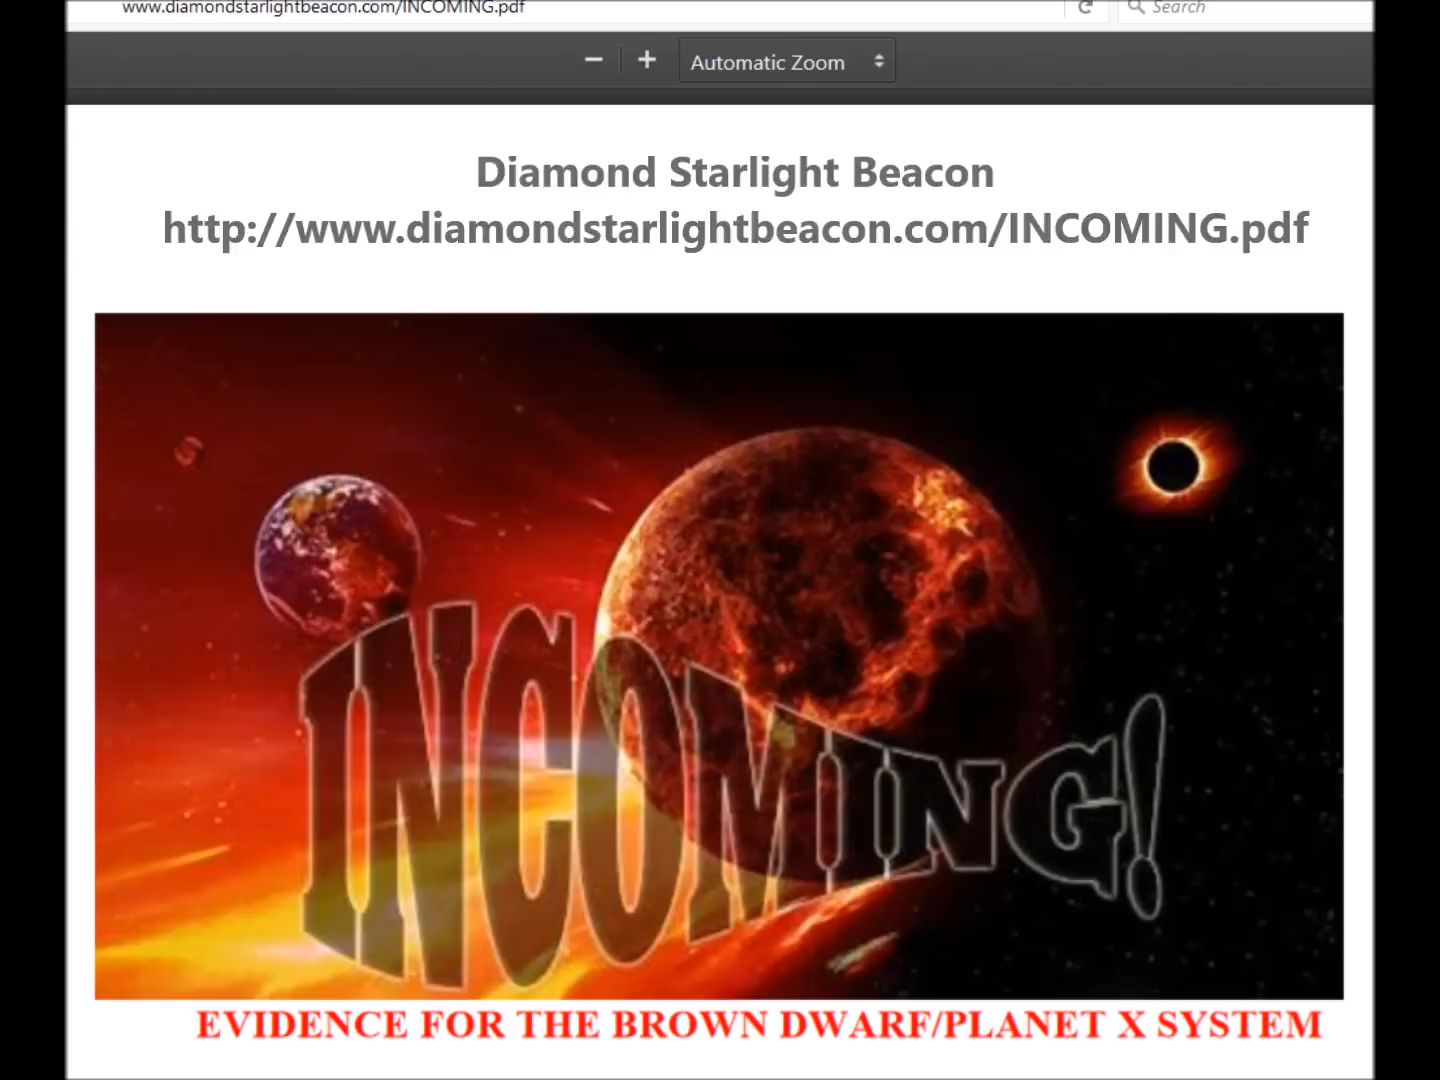 www.diamondstarlightbeacon.com/INCOMING.pdf
Search
Automatic Zoom
Diamond Starlight Beacon
http://www.diamondstarlightbeacon.com/INCOMING.pdf
INCOMING!
EVIDENCE FOR THE BROWN DWARF/PLANET X SYSTEM